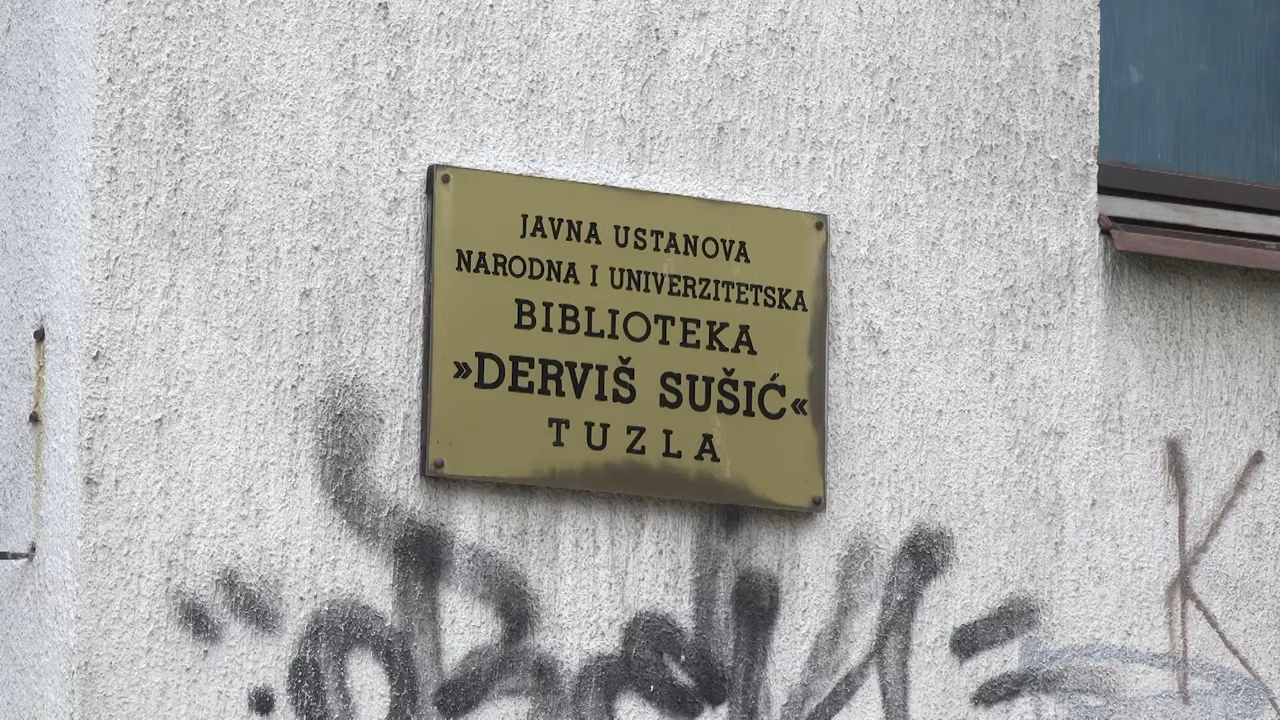 JAVNA USTANOVA
NARODNA I UNIVERZITETSKA
BIBLIOTEKA
»DERVIŠ SUŠIĆ«
TUZLA
K